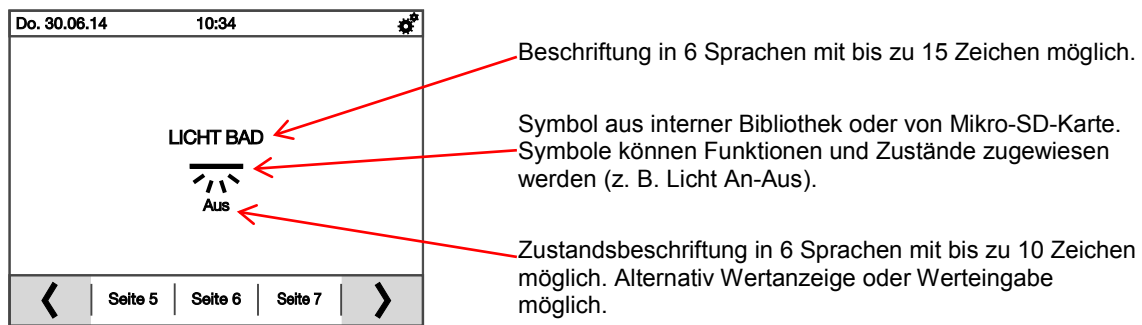 Do. 30.06.14 10:34
Beschriftung in 6 Sprachen mit bis zu 15 Zeichen möglich.
LICHT BAD
Symbol aus interner Bibliothek oder von Mikro-SD-Karte.
Symbole können Funktionen und Zustände zugewiesen
werden (z. B. Licht An-Aus).
Aus
Zustandsbeschriftung in 6 Sprachen mit bis zu 10 Zeichen
möglich. Alternativ Wertanzeige oder Werteingabe
möglich.
Seite 5 Seite 6 Seite 7